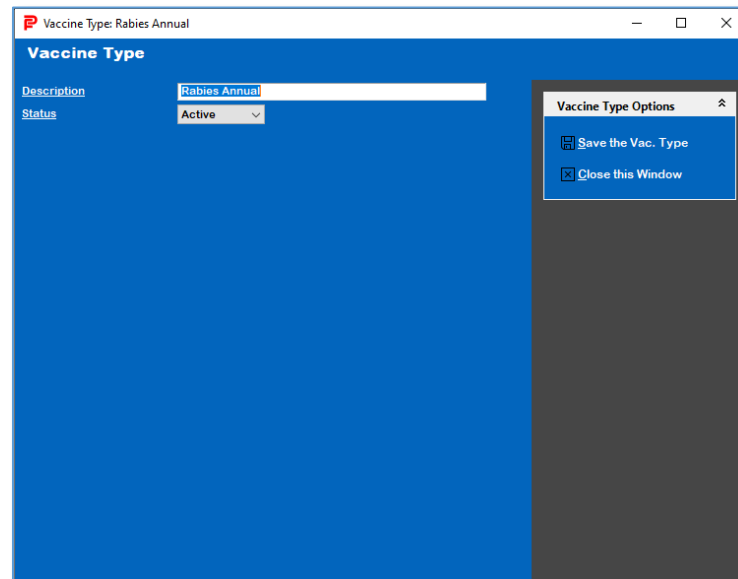 Vaccine Type: Rabies Annual
Vaccine Type
Description Rabies Annual
Status Active
Vaccine Type Options
Save the Vac. Type
Close this Window